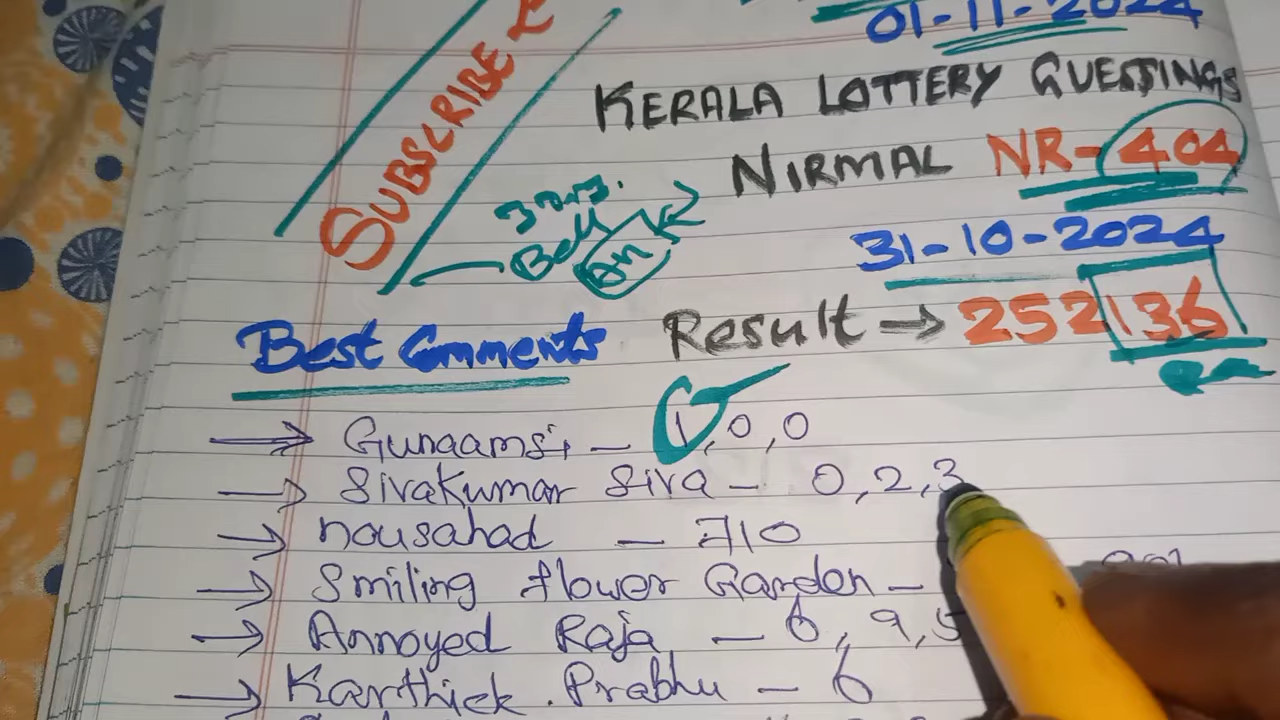 01-11-2024
SUBSCRIBE
KERALA LOTTERY GUESSINGS
NIRMAL NR-404
Bell
31-10-2024
Result → 252136
Best Comments
Gunaamsi - 1,0,0
Sivakumar Siva - 0,2,3
nousahad - 710
Smiling flower Garden -
Annoyed Raja - 6,9,5
Karthick.Prabhu - 6